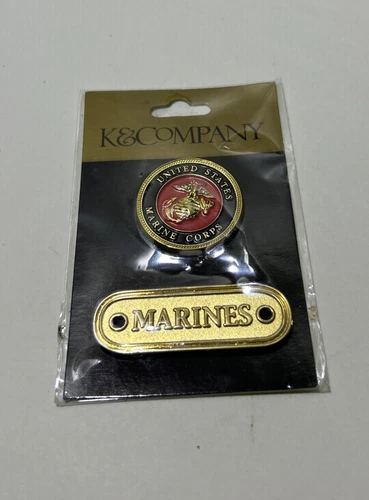 K&COMPANY
UNITED STATES
MARINE CORPS
MARINES